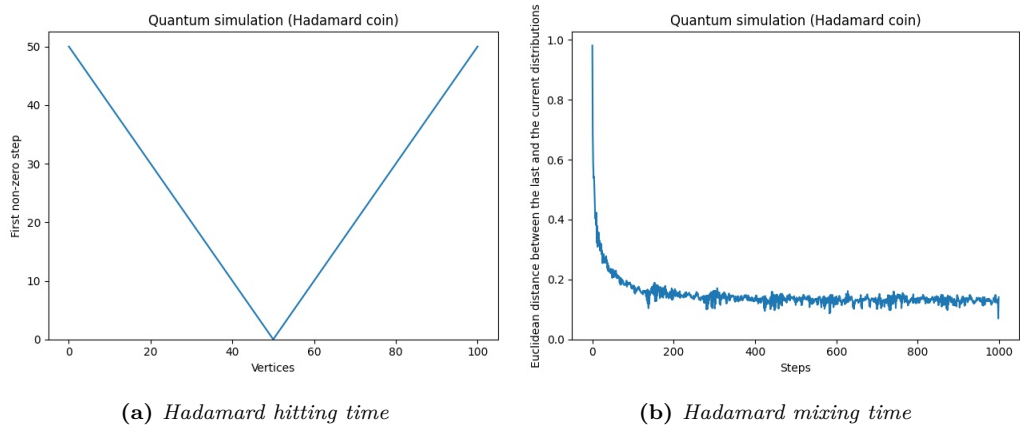 Quantum simulation (Hadamard coin)
First non-zero step
50
40
30
20
10
0
0 20 40 60 80 100
Vertices
(a) Hadamard hitting time
Quantum simulation (Hadamard coin)
Euclidean distance between the last and the current distributions
1.0
0.8
0.6
0.4
0.2
0.0
0 200 400 600 800 1000
Steps
(b) Hadamard mixing time